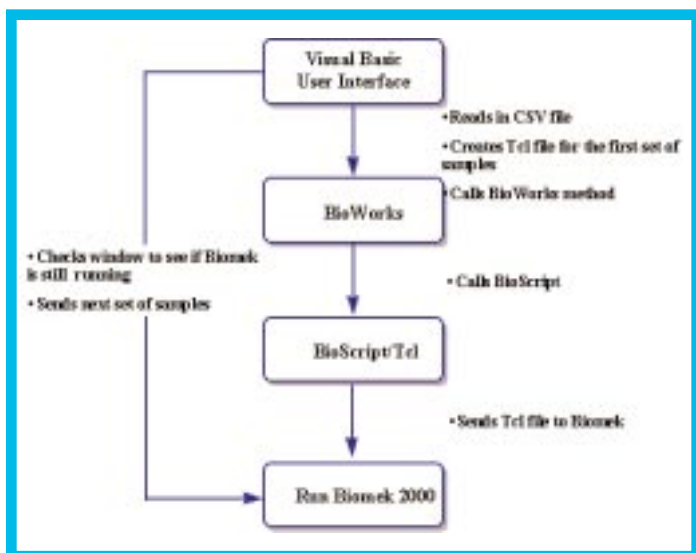 Visual Basic
User Interface
• Reads in CSV file
• Creates Tcl file for the first set of
samples
• Calls BioWorks method
BioWorks
• Checks window to see if Biomek
is still running
• Sends next set of samples
• Calls BioScript
BioScript/Tcl
• Sends Tcl file to Biomek
Run Biomek 2000